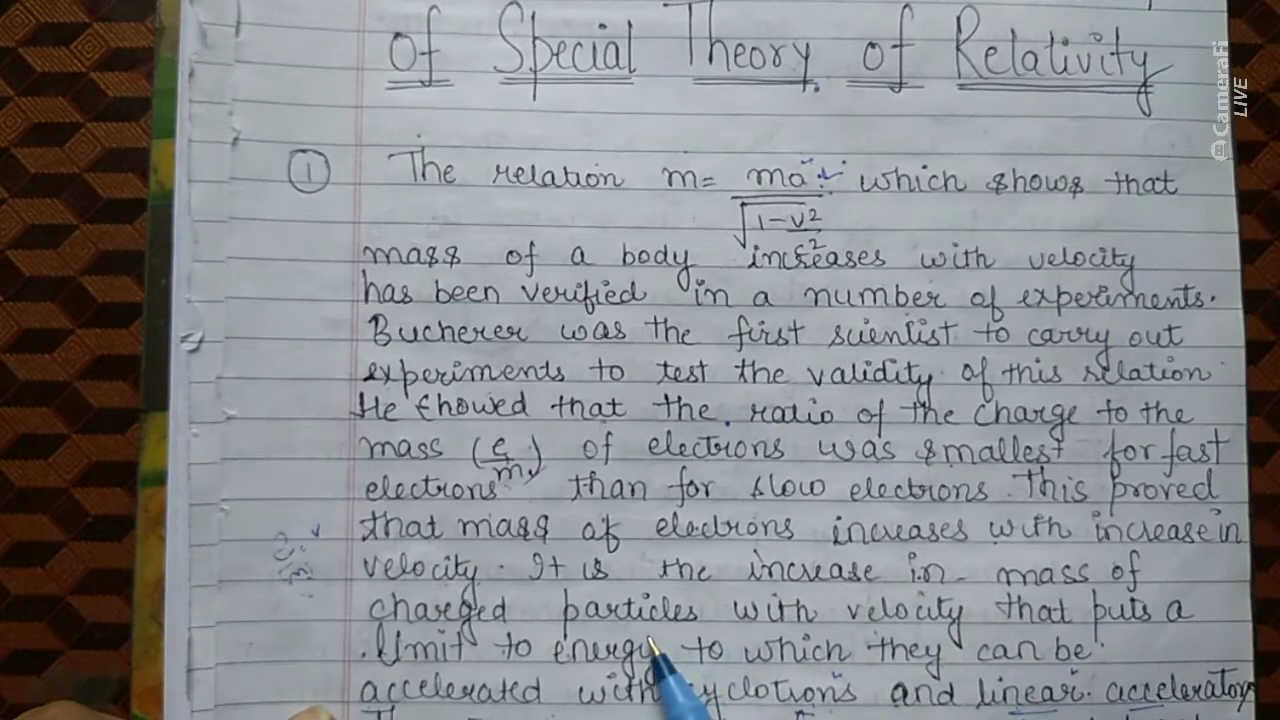 Of Special Theory of Relativity
CameraFi LIVE
① The relation m= mo which shows that
√1-v²
c²
mass of a body increases with velocity
has been verified in a number of experiments.
Bucherer was the first scientist to carry out
experiments to test the validity of this relation
He showed that the ratio of the charge to the
mass (e/m) of electrons was smallest for fast
electrons than for slow electrons. This proved
that mass of electrons increases with increase in
velocity. It is the increase in mass of
charged particles with velocity that puts a
limit to energy to which they can be
accelerated with cyclotrons and linear accelerators